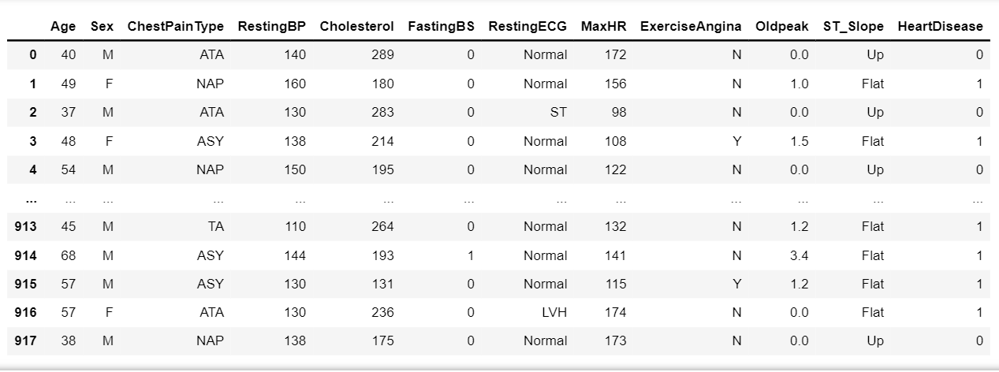 Age Sex ChestPainType RestingBP Cholesterol FastingBS RestingECG MaxHR ExerciseAngina Oldpeak ST_Slope HeartDisease
0 40 M ATA 140 289 0 Normal 172 N 0.0 Up 0
1 49 F NAP 160 180 0 Normal 156 N 1.0 Flat 1
2 37 M ATA 130 283 0 ST 98 N 0.0 Up 0
3 48 F ASY 138 214 0 Normal 108 Y 1.5 Flat 1
4 54 M NAP 150 195 0 Normal 122 N 0.0 Up 0
... ... ... ... ... ... ... ... ... ... ... ... ...
913 45 M TA 110 264 0 Normal 132 N 1.2 Flat 1
914 68 M ASY 144 193 1 Normal 141 N 3.4 Flat 1
915 57 M ASY 130 131 0 Normal 115 Y 1.2 Flat 1
916 57 F ATA 130 236 0 LVH 174 N 0.0 Flat 1
917 38 M NAP 138 175 0 Normal 173 N 0.0 Up 0